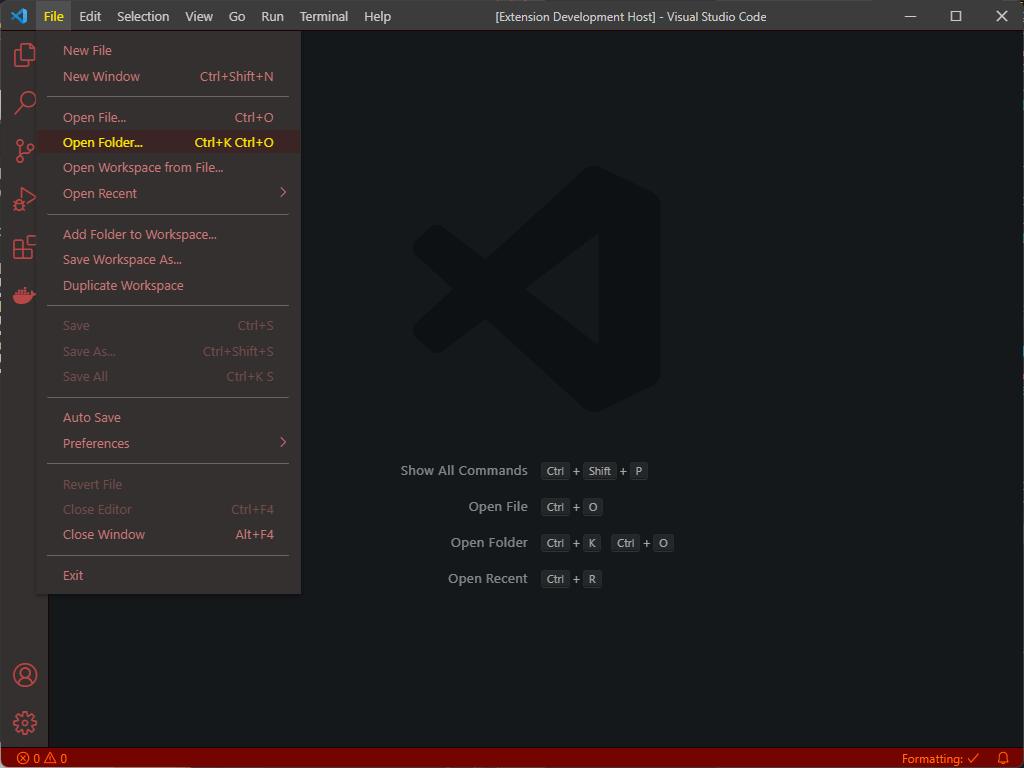 File Edit Selection View Go Run Terminal Help [Extension Development Host] - Visual Studio Code
New File
New Window Ctrl+Shift+N
Open File... Ctrl+O
Open Folder... Ctrl+K Ctrl+O
Open Workspace from File...
Open Recent
Add Folder to Workspace...
Save Workspace As...
Duplicate Workspace
Save Ctrl+S
Save As... Ctrl+Shift+S
Save All Ctrl+K S
Auto Save
Preferences
Revert File
Close Editor Ctrl+F4
Close Window Alt+F4
Exit
Show All Commands Ctrl + Shift + P
Open File Ctrl + O
Open Folder Ctrl + K Ctrl + O
Open Recent Ctrl + R
0 0 Formatting: